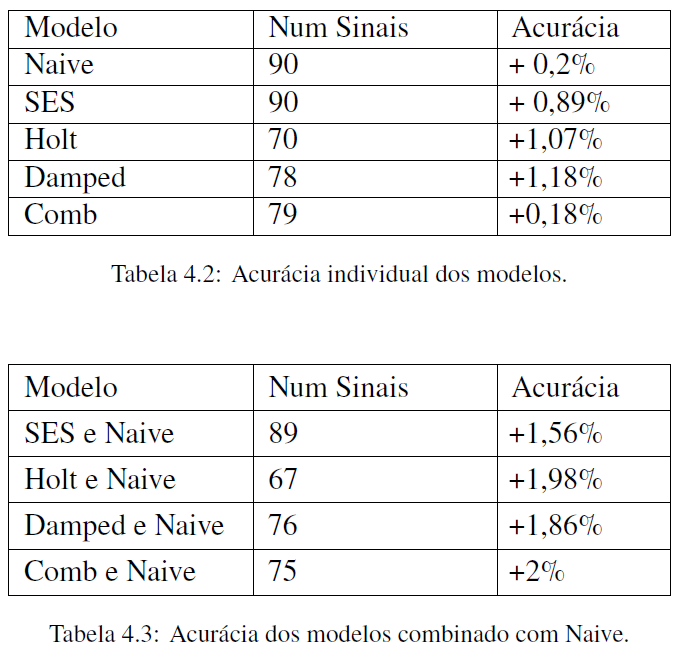 Modelo Num Sinais Acurácia
Naive 90 + 0,2%
SES 90 + 0,89%
Holt 70 +1,07%
Damped 78 +1,18%
Comb 79 +0,18%
Tabela 4.2: Acurácia individual dos modelos.
Modelo Num Sinais Acurácia
SES e Naive 89 +1,56%
Holt e Naive 67 +1,98%
Damped e Naive 76 +1,86%
Comb e Naive 75 +2%
Tabela 4.3: Acurácia dos modelos combinado com Naive.